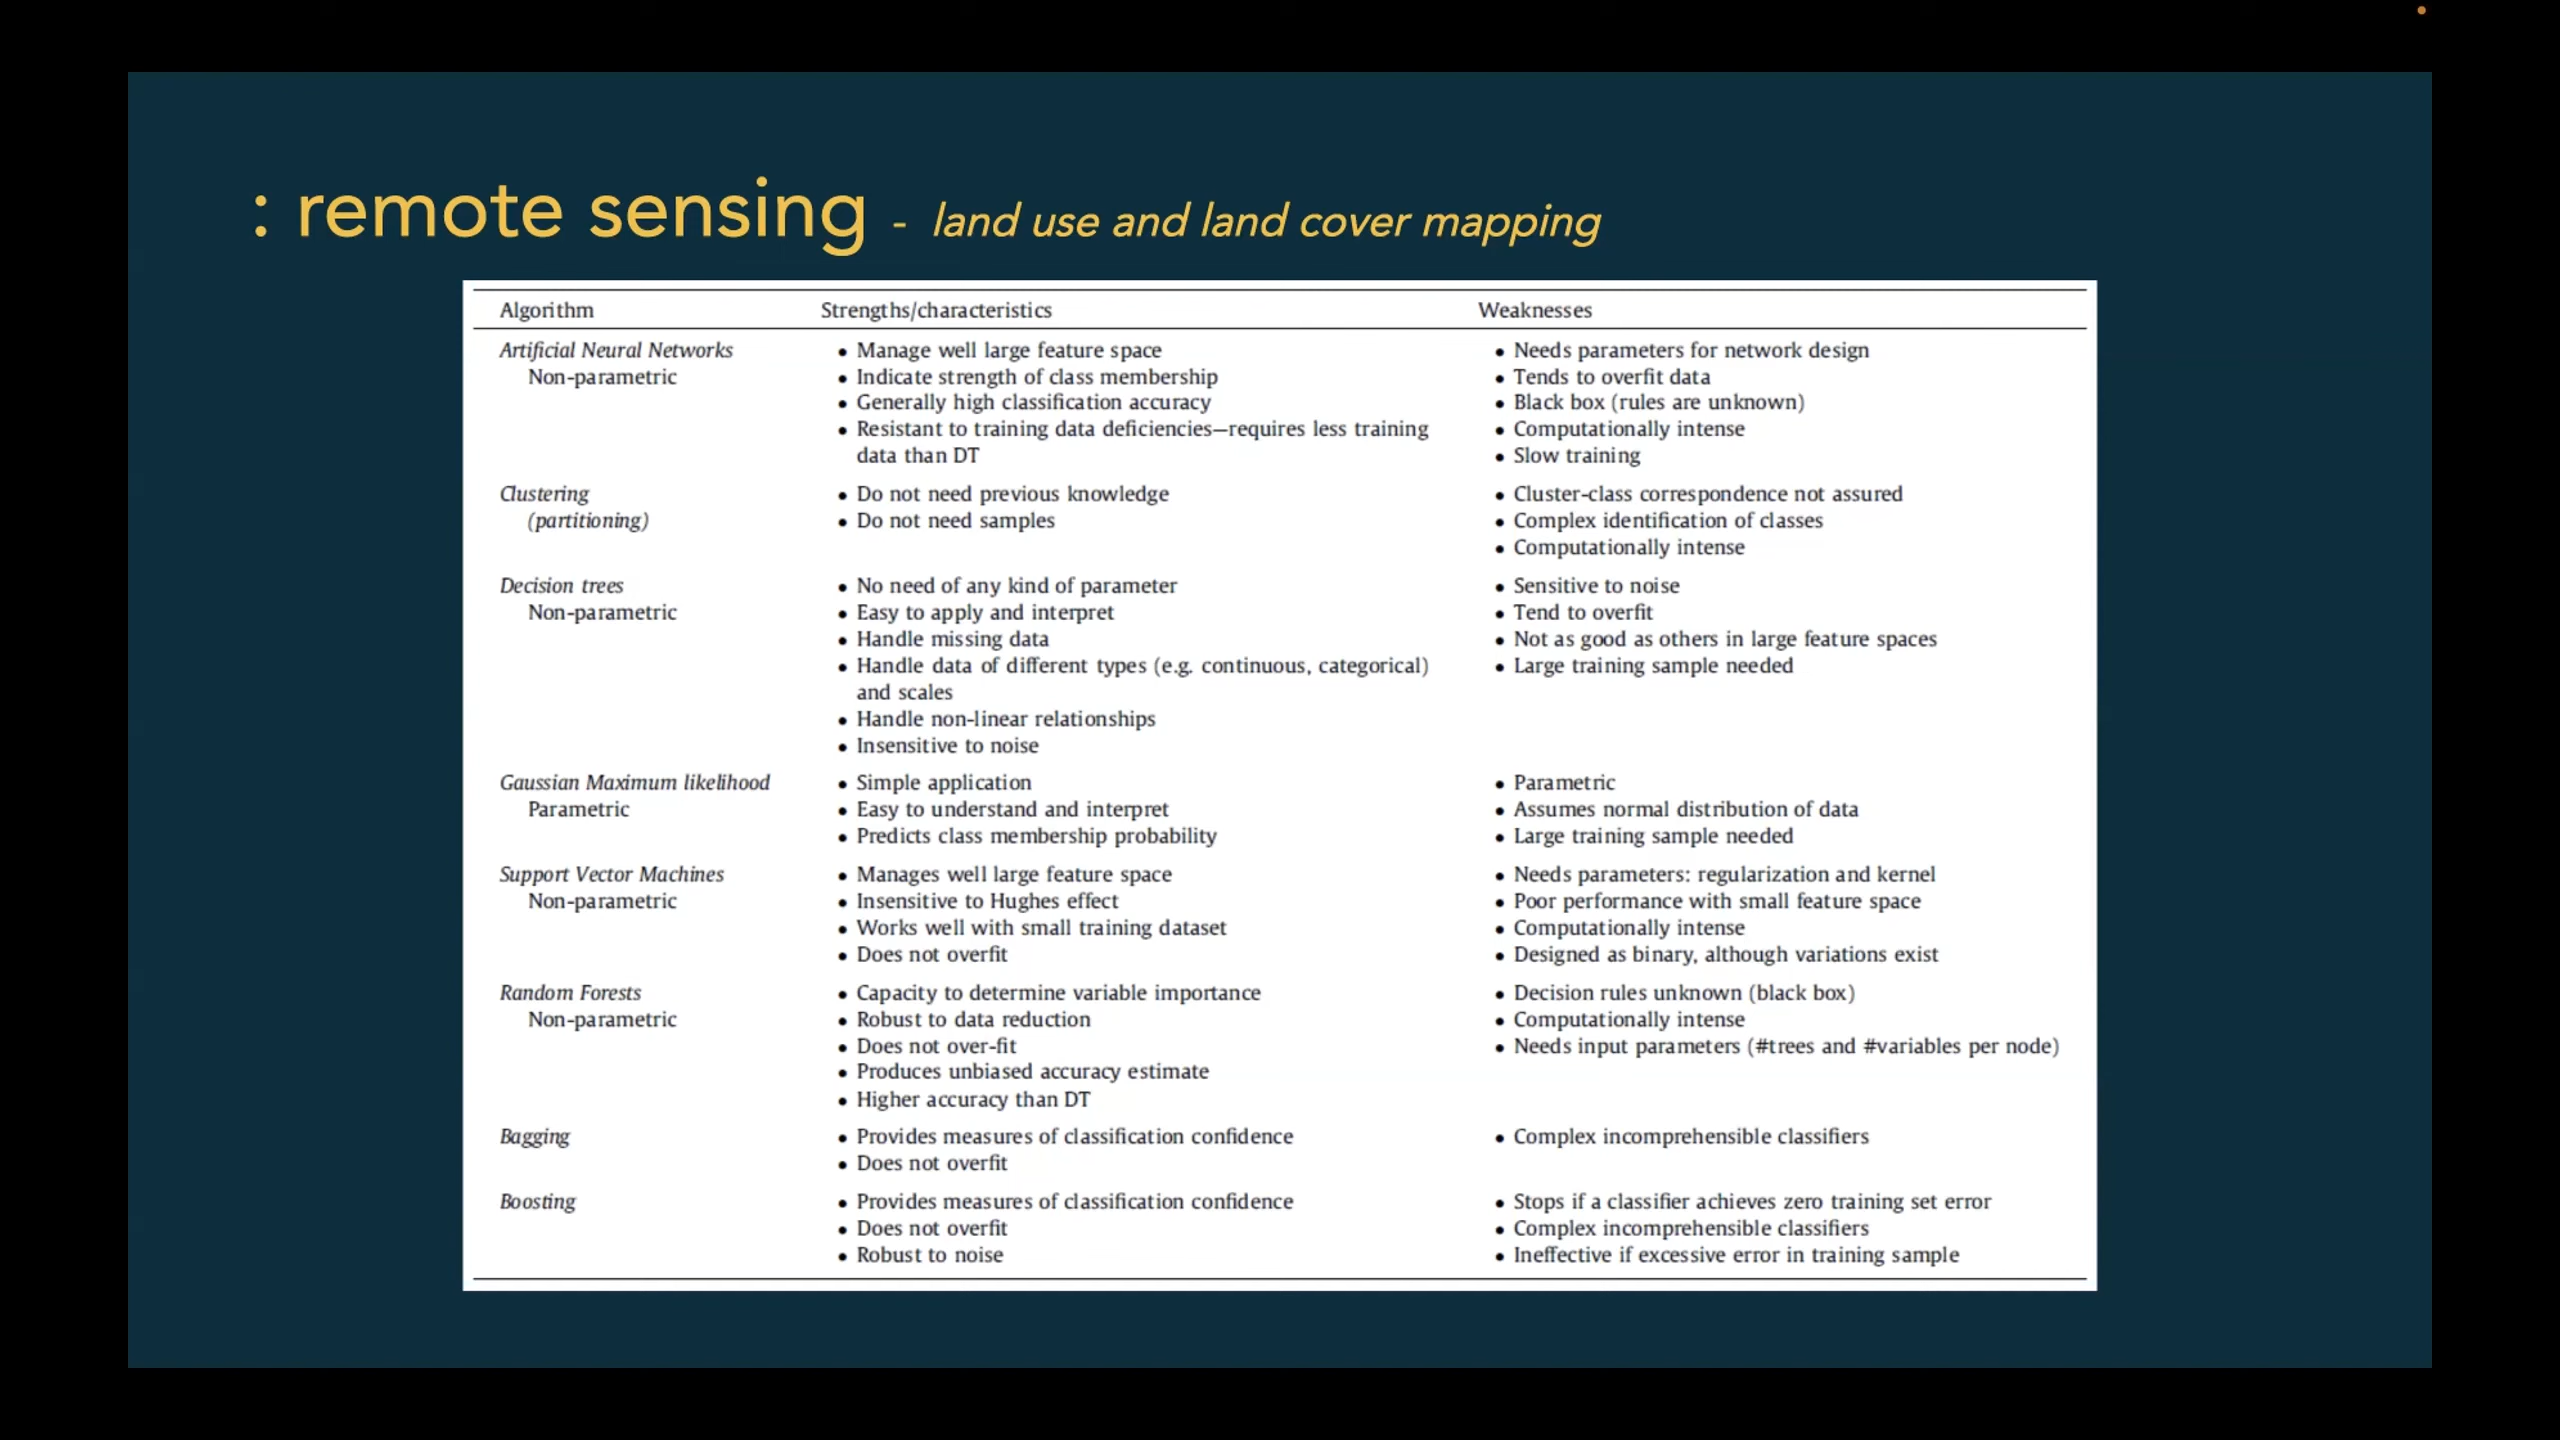 : remote sensing - land use and land cover mapping
Algorithm Strengths/characteristics Weaknesses
Artificial Neural Networks
Non-parametric
• Manage well large feature space
• Indicate strength of class membership
• Generally high classification accuracy
• Resistant to training data deficiencies—requires less training
data than DT
• Needs parameters for network design
• Tends to overfit data
• Black box (rules are unknown)
• Computationally intense
• Slow training
Clustering
(partitioning)
• Do not need previous knowledge
• Do not need samples
• Cluster-class correspondence not assured
• Complex identification of classes
• Computationally intense
Decision trees
Non-parametric
• No need of any kind of parameter
• Easy to apply and interpret
• Handle missing data
• Handle data of different types (e.g. continuous, categorical)
and scales
• Handle non-linear relationships
• Insensitive to noise
• Sensitive to noise
• Tend to overfit
• Not as good as others in large feature spaces
• Large training sample needed
Gaussian Maximum likelihood
Parametric
• Simple application
• Easy to understand and interpret
• Predicts class membership probability
• Parametric
• Assumes normal distribution of data
• Large training sample needed
Support Vector Machines
Non-parametric
• Manages well large feature space
• Insensitive to Hughes effect
• Works well with small training dataset
• Does not overfit
• Needs parameters: regularization and kernel
• Poor performance with small feature space
• Computationally intense
• Designed as binary, although variations exist
Random Forests
Non-parametric
• Capacity to determine variable importance
• Robust to data reduction
• Does not over-fit
• Produces unbiased accuracy estimate
• Higher accuracy than DT
• Decision rules unknown (black box)
• Computationally intense
• Needs input parameters (#trees and #variables per node)
Bagging
• Provides measures of classification confidence
• Does not overfit
• Complex incomprehensible classifiers
Boosting
• Provides measures of classification confidence
• Does not overfit
• Robust to noise
• Stops if a classifier achieves zero training set error
• Complex incomprehensible classifiers
• Ineffective if excessive error in training sample